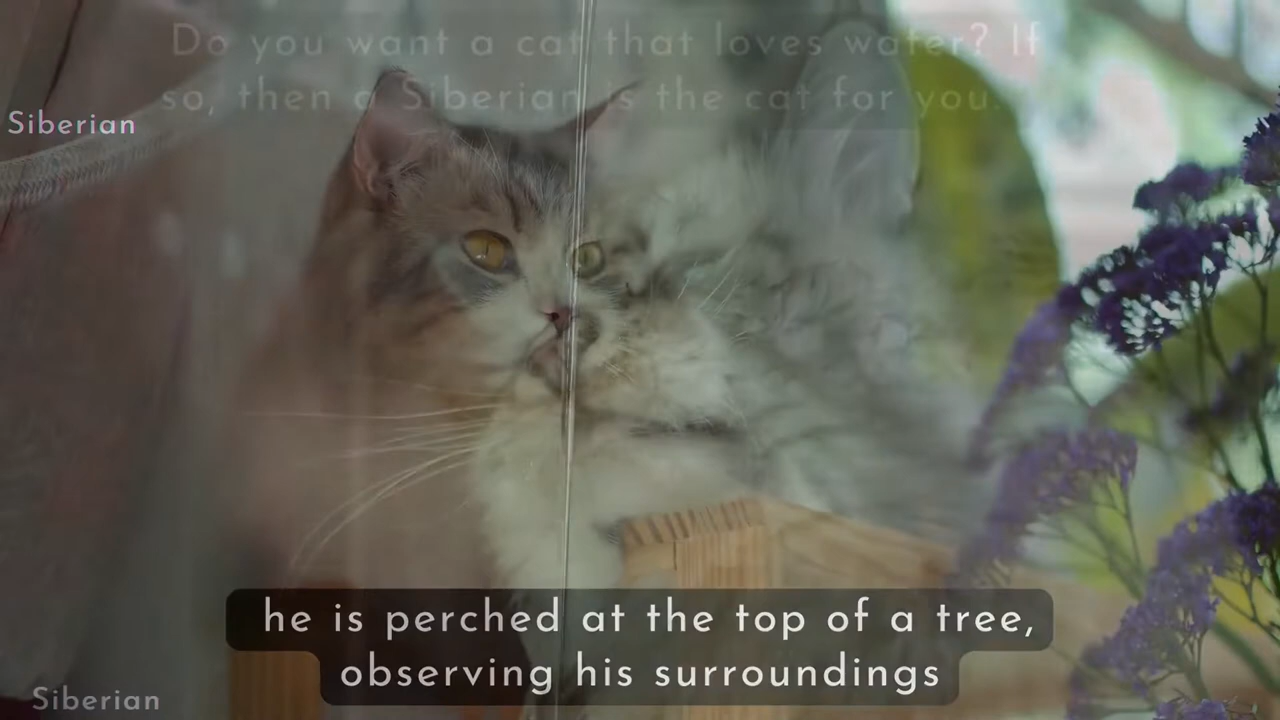 Do you want a cat that loves water? If
so, then a Siberian is the cat for you.
Siberian
he is perched at the top of a tree,
observing his surroundings
Siberian